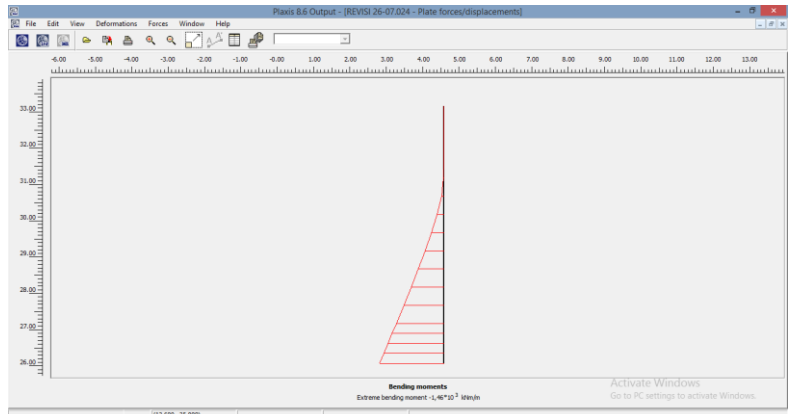 Plaxis 8.6 Output - [REVISI 26-07.024 - Plate forces/displacements]
File Edit View Deformations Forces Window Help
-6.00 -5.00 -4.00 -3.00 -2.00 -1.00 -0.00 1.00 2.00 3.00 4.00 5.00 6.00 7.00 8.00 9.00 10.00 11.00 12.00 13.00
33.00
32.00
31.00
30.00
29.00
28.00
27.00
26.00
Bending moments
Extreme bending moment -1,46*10³ kNm/m
Activate Windows
Go to PC settings to activate Windows.